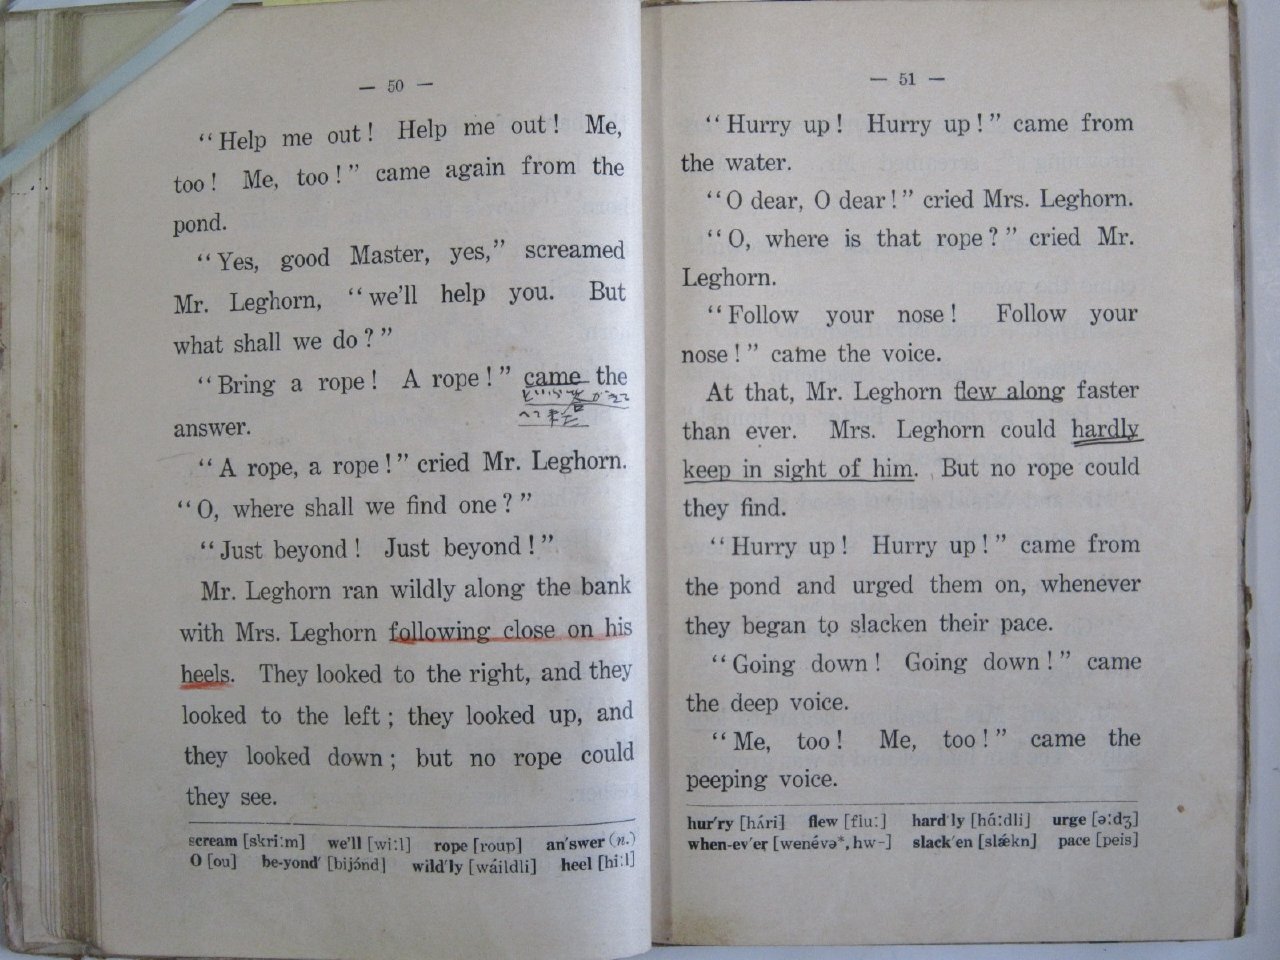 — 50 —
“Help me out! Help me out! Me,
too! Me, too!” came again from the
pond.
“Yes, good Master, yes,” screamed
Mr. Leghorn, “we’ll help you. But
what shall we do?”
“Bring a rope! A rope!” came the
answer.
“A rope, a rope!” cried Mr. Leghorn.
“O, where shall we find one?”
“Just beyond! Just beyond!”
Mr. Leghorn ran wildly along the bank
with Mrs. Leghorn following close on his
heels. They looked to the right, and they
looked to the left; they looked up, and
they looked down; but no rope could
they see.
scream [skriːm] we’ll [wiːl] rope [roup] an′swer (n.)
O [ou] be-yond′ [bijɔ́nd] wild′ly [wáildli] heel [hiːl]
— 51 —
“Hurry up! Hurry up!” came from
the water.
“O dear, O dear!” cried Mrs. Leghorn.
“O, where is that rope?” cried Mr.
Leghorn.
“Follow your nose! Follow your
nose!” came the voice.
At that, Mr. Leghorn flew along faster
than ever. Mrs. Leghorn could hardly
keep in sight of him. But no rope could
they find.
“Hurry up! Hurry up!” came from
the pond and urged them on, whenever
they began to slacken their pace.
“Going down! Going down!” came
the deep voice.
“Me, too! Me, too!” came the
peeping voice.
hur′ry [hʌ́ri] flew [fluː] hard′ly [háːdli] urge [əːdʒ]
when-ev′er [wenévə*, hw-] slack′en [slǽkn] pace [peis]